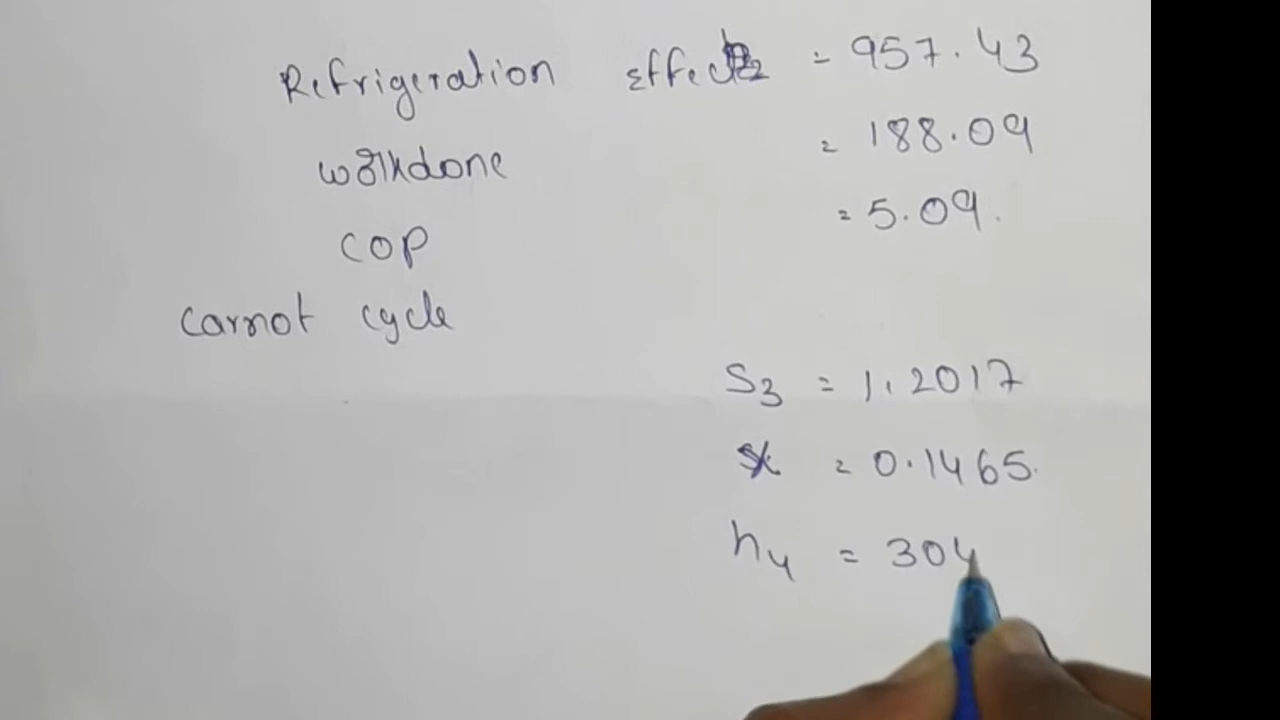 Refrigeration effect = 957.43
workdone = 188.09
COP = 5.09.
carnot cycle
S3 = 1.2017
x = 0.1465.
h4 = 304